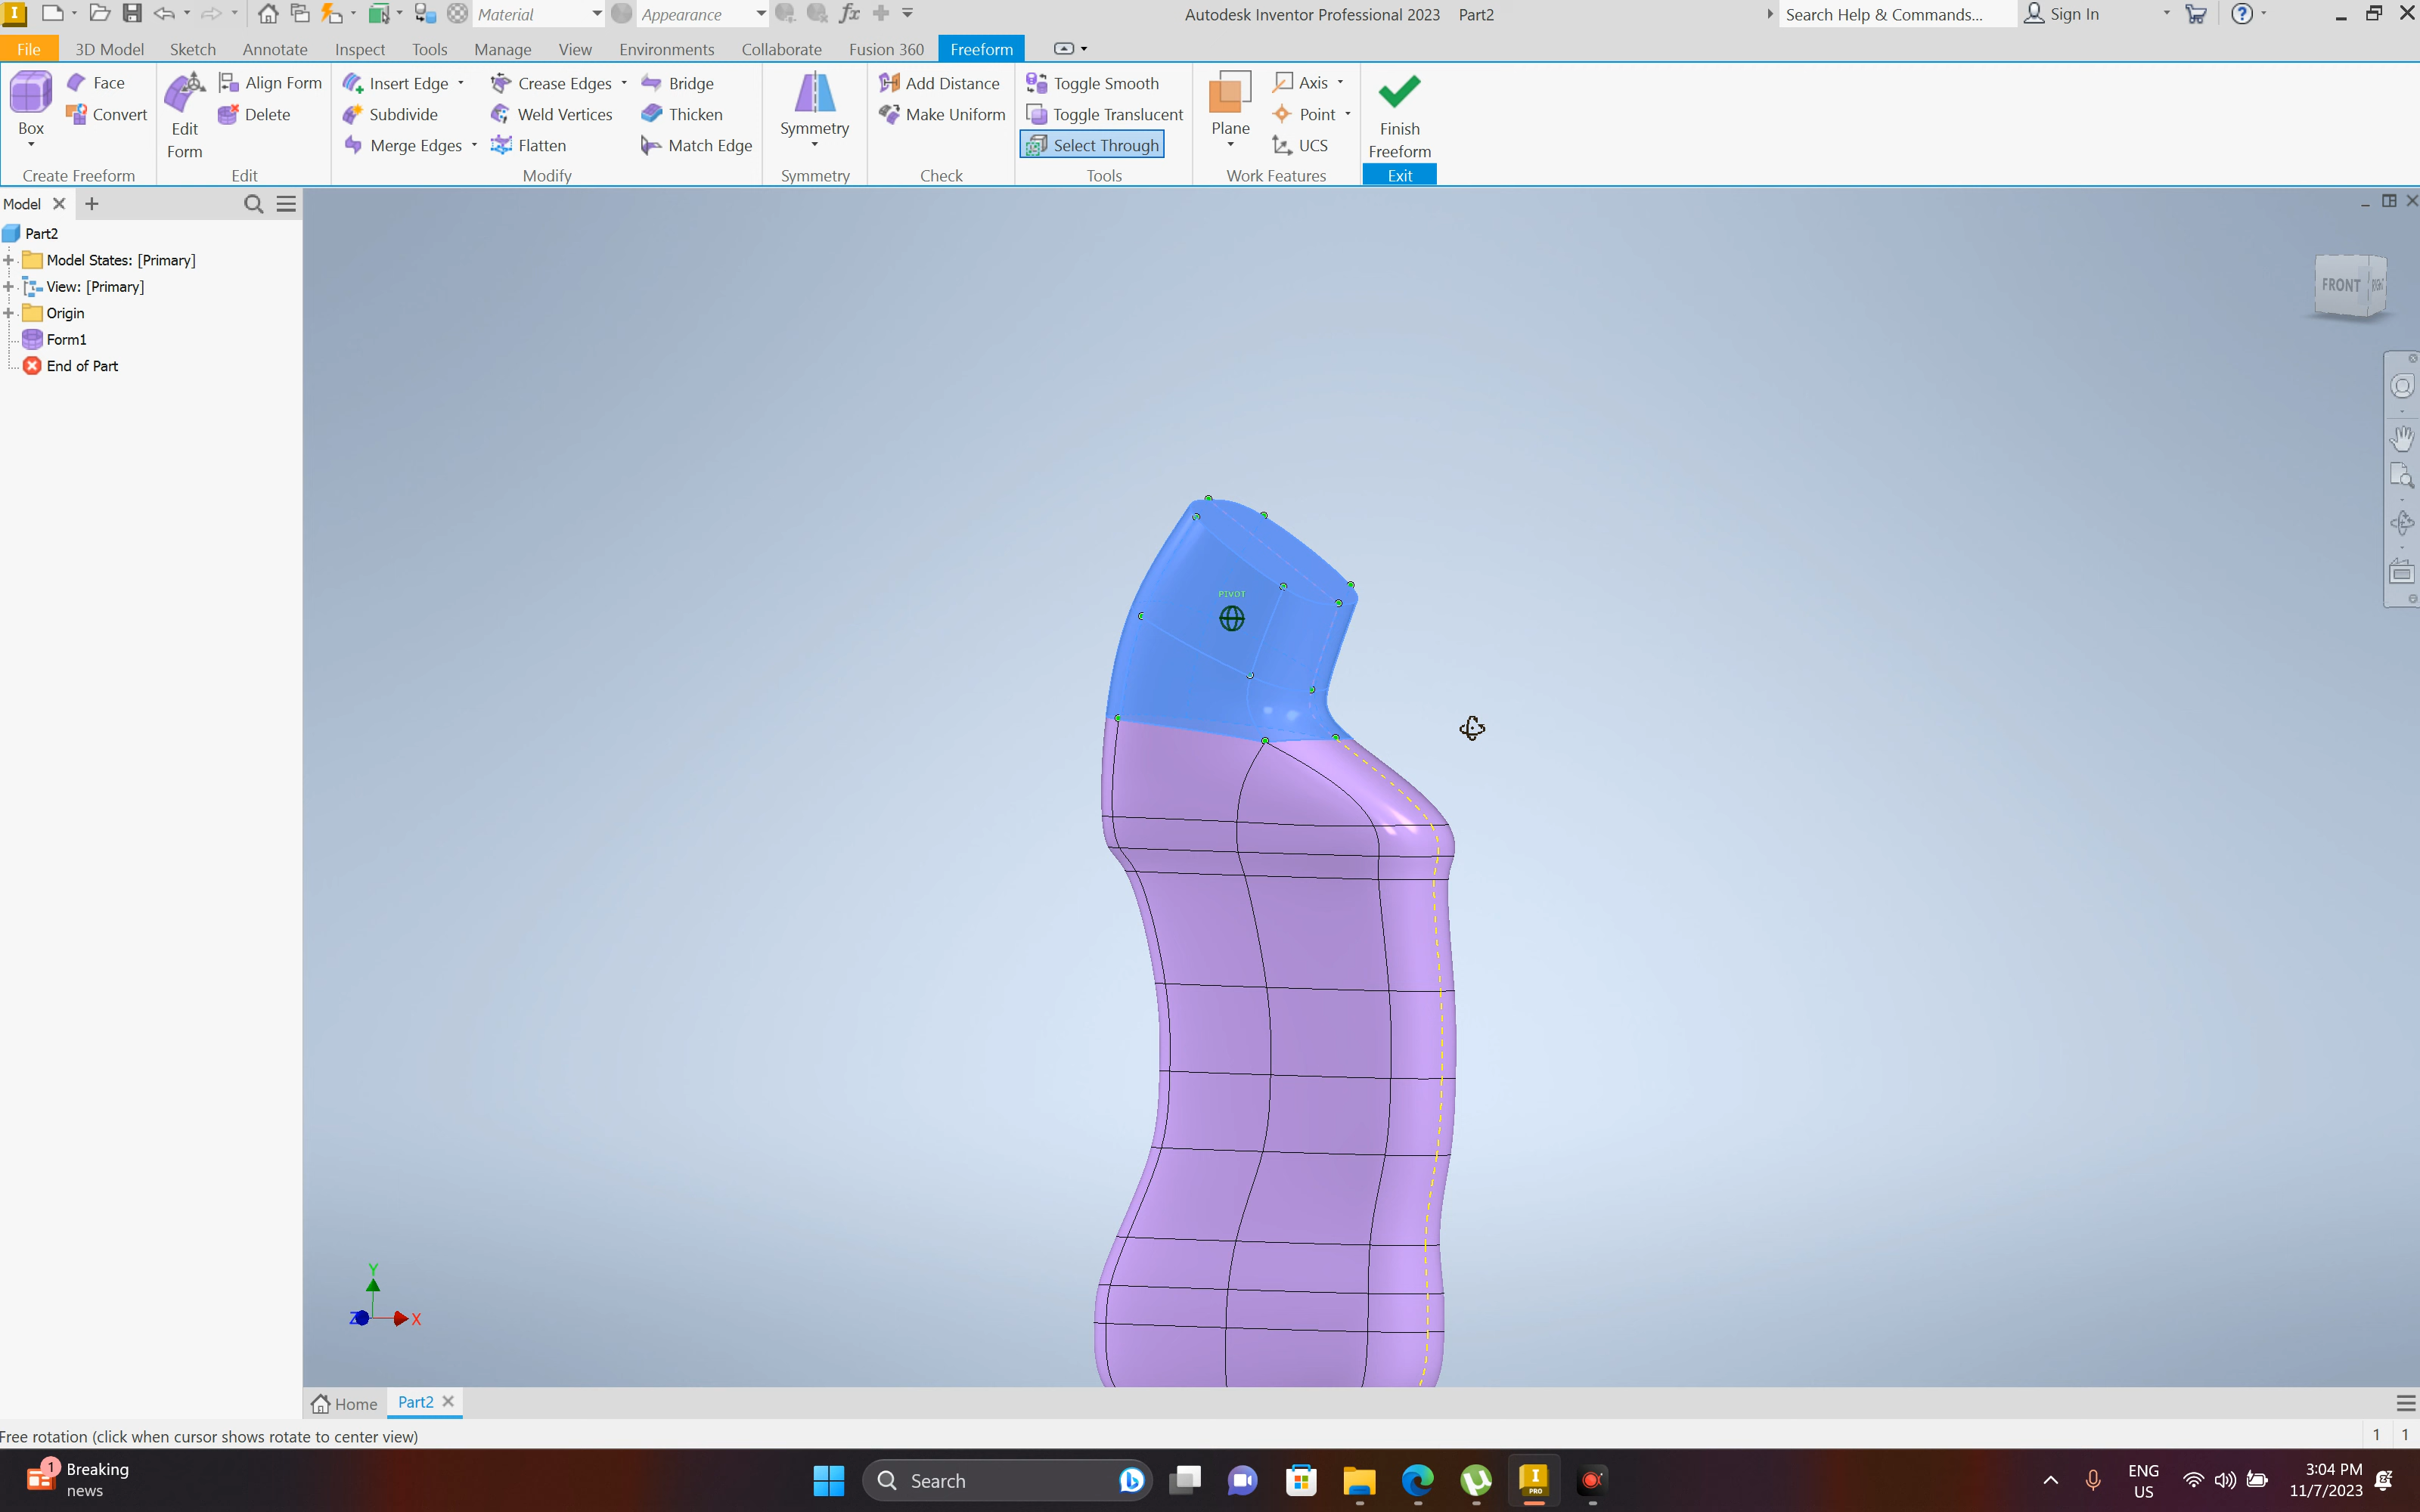 Material
Appearance
fx
Autodesk Inventor Professional 2023 Part2
Search Help & Commands...
Sign In
File 3D Model Sketch Annotate Inspect Tools Manage View Environments Collaborate Fusion 360 Freeform
Box
Face
Convert
Create Freeform
Edit Form
Align Form
Delete
Edit
Insert Edge
Subdivide
Merge Edges
Crease Edges
Weld Vertices
Flatten
Bridge
Thicken
Match Edge
Modify
Symmetry
Symmetry
Add Distance
Make Uniform
Check
Toggle Smooth
Toggle Translucent
Select Through
Tools
Plane
Axis
Point
UCS
Work Features
Finish
Freeform
Exit
Model
Part2
Model States: [Primary]
View: [Primary]
Origin
Form1
End of Part
FRONT
RIGHT
PIVOT
Y
Z
X
Home
Part2
Free rotation (click when cursor shows rotate to center view)
1 1
1
Breaking
news
Search
I
PRO
ENG
US
3:04 PM
11/7/2023